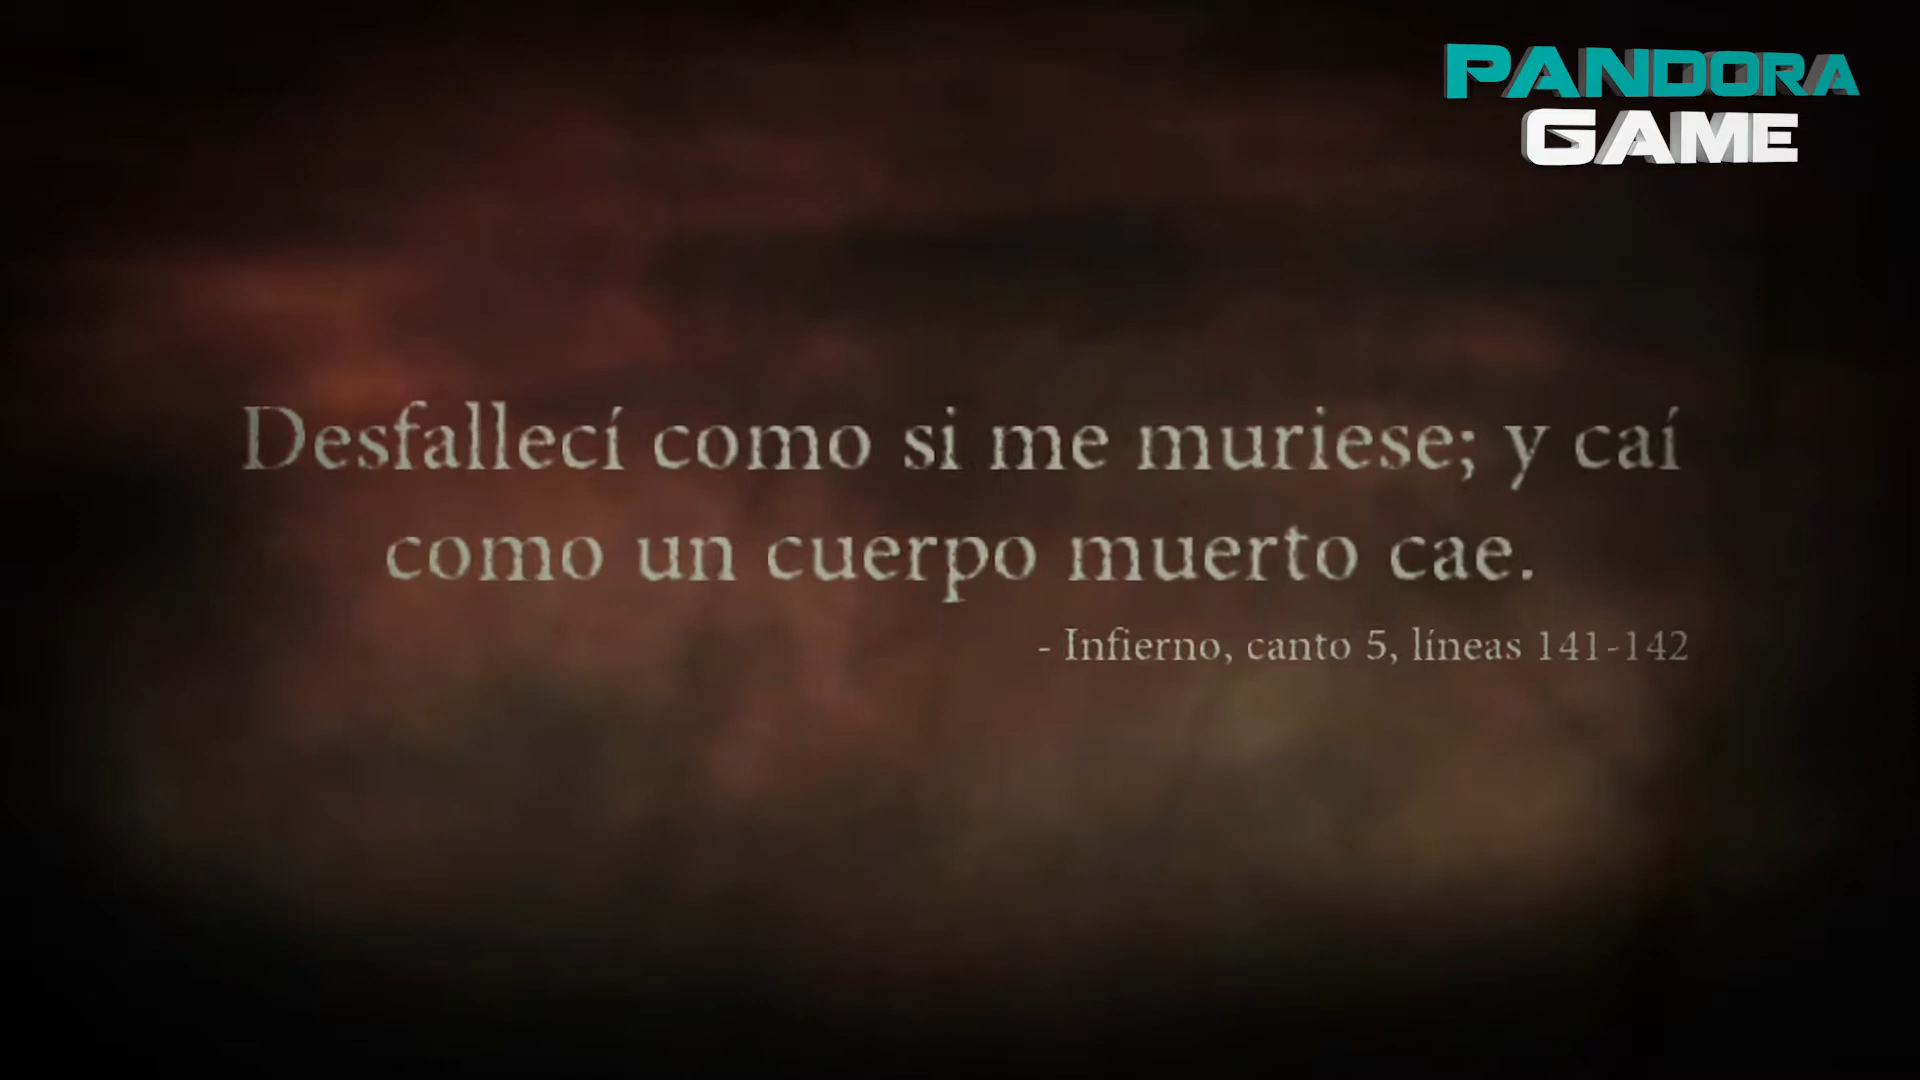 PANDORA
GAME
Desfallecí como si me muriese; y caí
como un cuerpo muerto cae.
- Infierno, canto 5, líneas 141-142